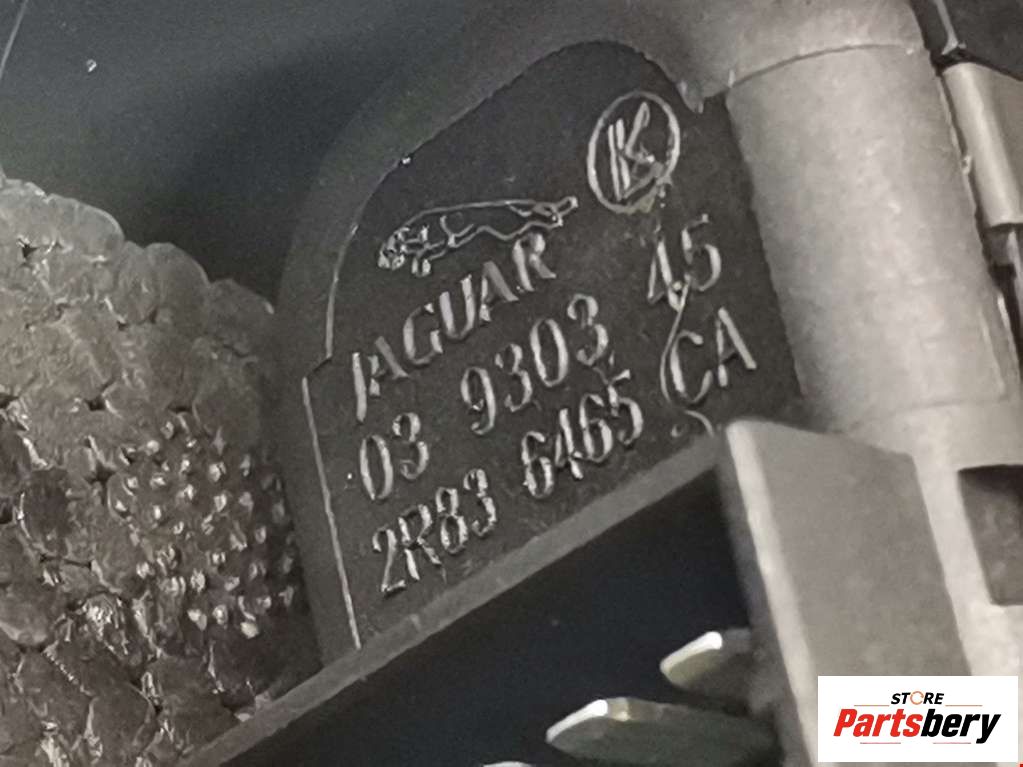 JAGUAR
03 9303 45
2R83 6465 CA
STORE
Partsbery